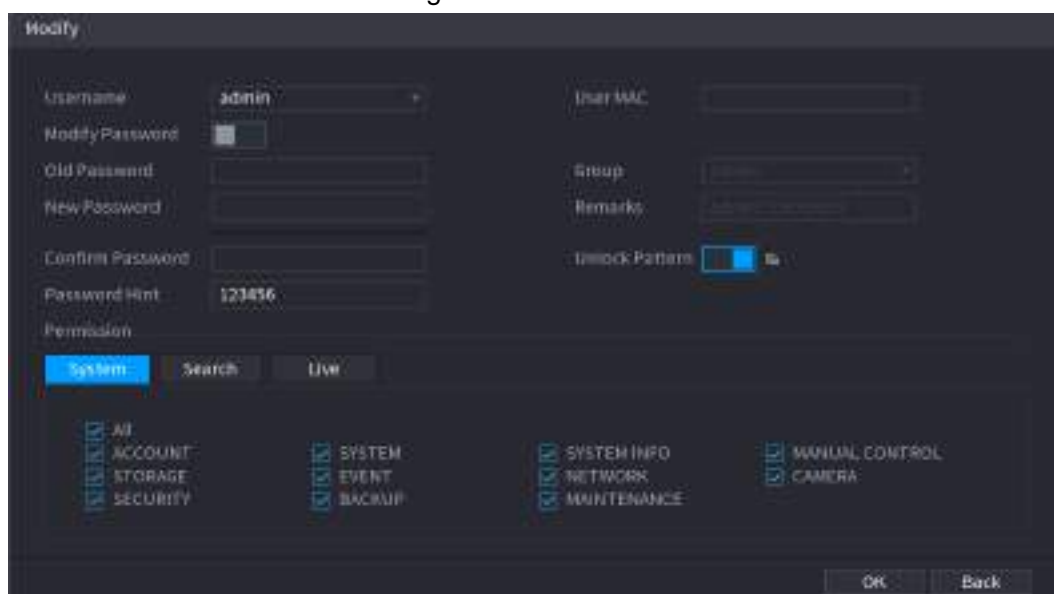 Modify
Username admin User MAC
Modify Password
Old Password Group
New Password Remarks
Confirm Password Unlock Pattern
Password Hint 123456
Permission
System Search Live
All
ACCOUNT SYSTEM SYSTEM INFO MANUAL CONTROL
STORAGE EVENT NETWORK CAMERA
SECURITY BACKUP MAINTENANCE
OK Back